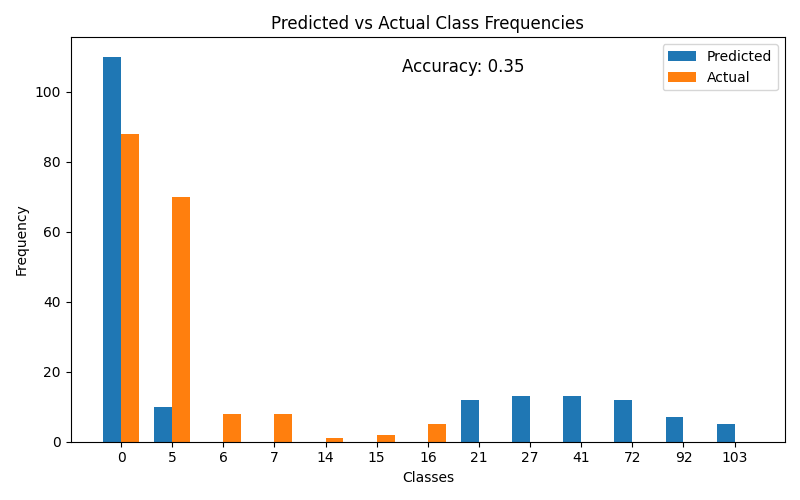 Predicted vs Actual Class Frequencies
Accuracy: 0.35
Predicted
Actual
Frequency
100
80
60
40
20
0
0 5 6 7 14 15 16 21 27 41 72 92 103
Classes